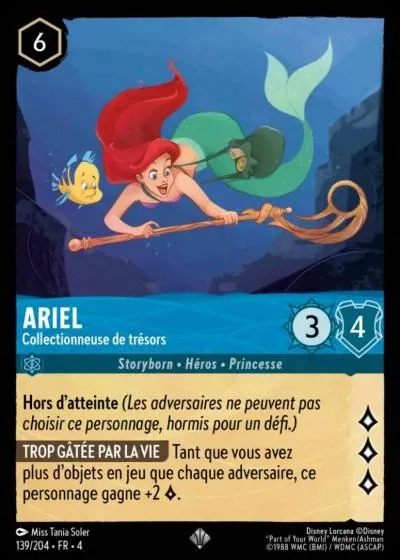 6
ARIEL
Collectionneuse de trésors
3
4
Storyborn • Héros • Princesse
Hors d'atteinte (Les adversaires ne peuvent pas
choisir ce personnage, hormis pour un défi.)
TROP GÂTÉE PAR LA VIE Tant que vous avez
plus d'objets en jeu que chaque adversaire, ce
personnage gagne +2.
Miss Tania Soler
139/204 • FR • 4
Disney Lorcana ©Disney
"Part of Your World" Menken/Ashman
©1988 WMC (BMI) / WDMC (ASCAP)